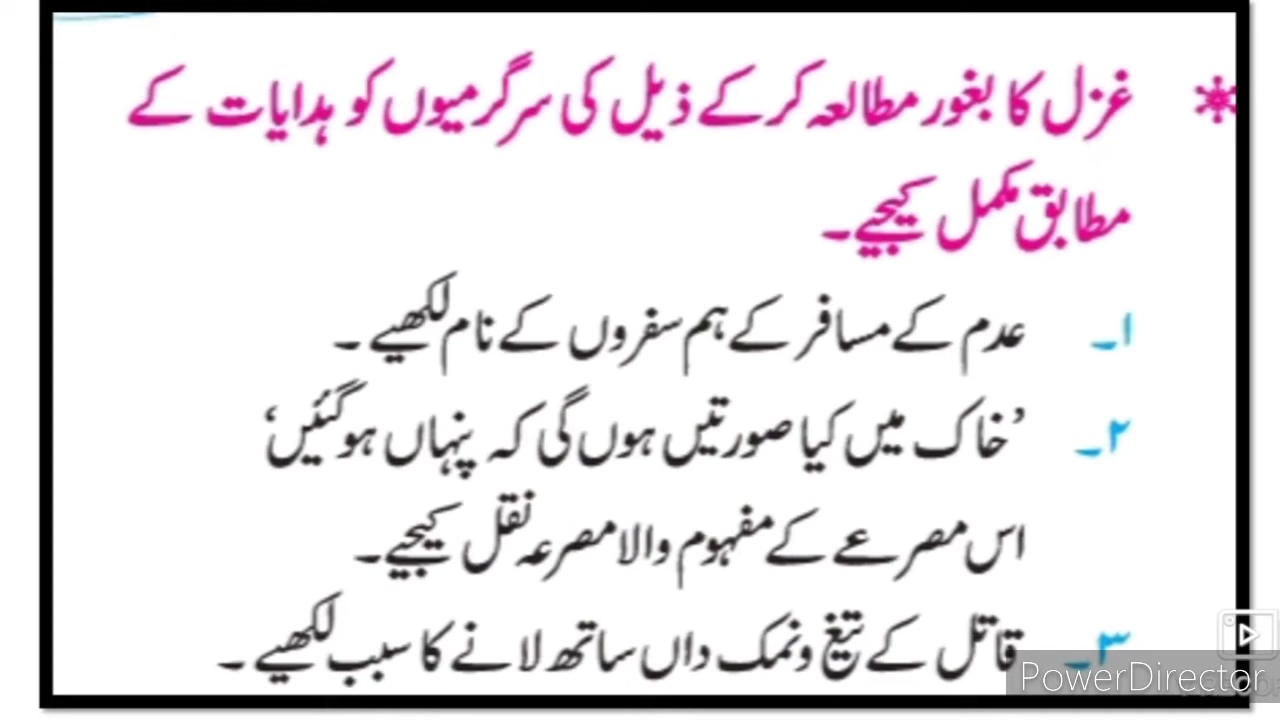 * غزل کا بغور مطالعہ کرکے ذیل کی سرگرمیوں کو ہدایات کے
مطابق مکمل کیجیے۔
۱۔ عدم کے مسافر کے ہم سفروں کے نام لکھیے۔
۲۔ ’خاک میں کیا صورتیں ہوں گی کہ پنہاں ہوگئیں‘
اس مصرعے کے مفہوم والا مصرعہ نقل کیجیے۔
۳۔ قاتل کے تیغ و نمک داں ساتھ لانے کا سبب لکھیے۔
PowerDirector